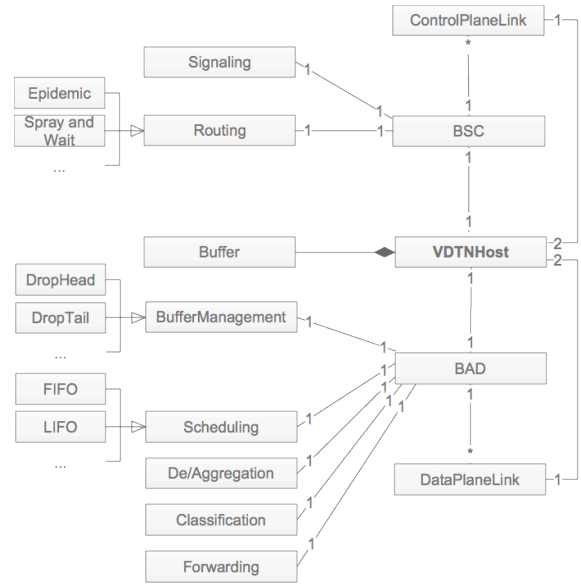 ControlPlaneLink
1
*
Signaling
1
Epidemic
1
1
Spray and
Wait
Routing
1
1
BSC
...
1
1
Buffer
VDTNHost
2
2
DropHead
1
DropTail
BufferManagement
1
1
1
...
BAD
FIFO
1
1
1
1
1
LIFO
Scheduling
1
...
*
De/Aggregation
1
DataPlaneLink
1
Classification
1
1
Forwarding